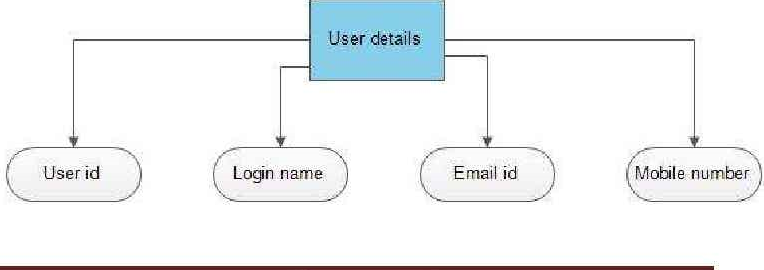 User details
User id
Login name
Email id
Mobile number